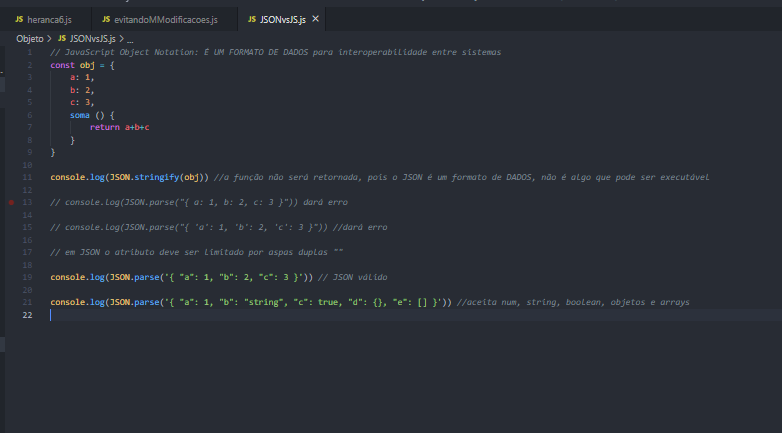 JS heranca6.js JS evitandoMModificacoes.js JS JSONvsJS.js ×
Objeto > JS JSONvsJS.js > ...
1 // JavaScript Object Notation: É UM FORMATO DE DADOS para interoperabilidade entre sistemas
2 const obj = {
3 a: 1,
4 b: 2,
5 c: 3,
6 soma () {
7 return a+b+c
8 }
9 }
10
11 console.log(JSON.stringify(obj)) //a função não será retornada, pois o JSON é um formato de DADOS, não é algo que pode ser executável
12
13 // console.log(JSON.parse("{ a: 1, b: 2, c: 3 }")) dará erro
14
15 // console.log(JSON.parse("{ 'a': 1, 'b': 2, 'c': 3 }")) //dará erro
16
17 // em JSON o atributo deve ser limitado por aspas duplas ""
18
19 console.log(JSON.parse('{ "a": 1, "b": 2, "c": 3 }')) // JSON válido
20
21 console.log(JSON.parse('{ "a": 1, "b": "string", "c": true, "d": {}, "e": [] }')) //aceita num, string, boolean, objetos e arrays
22